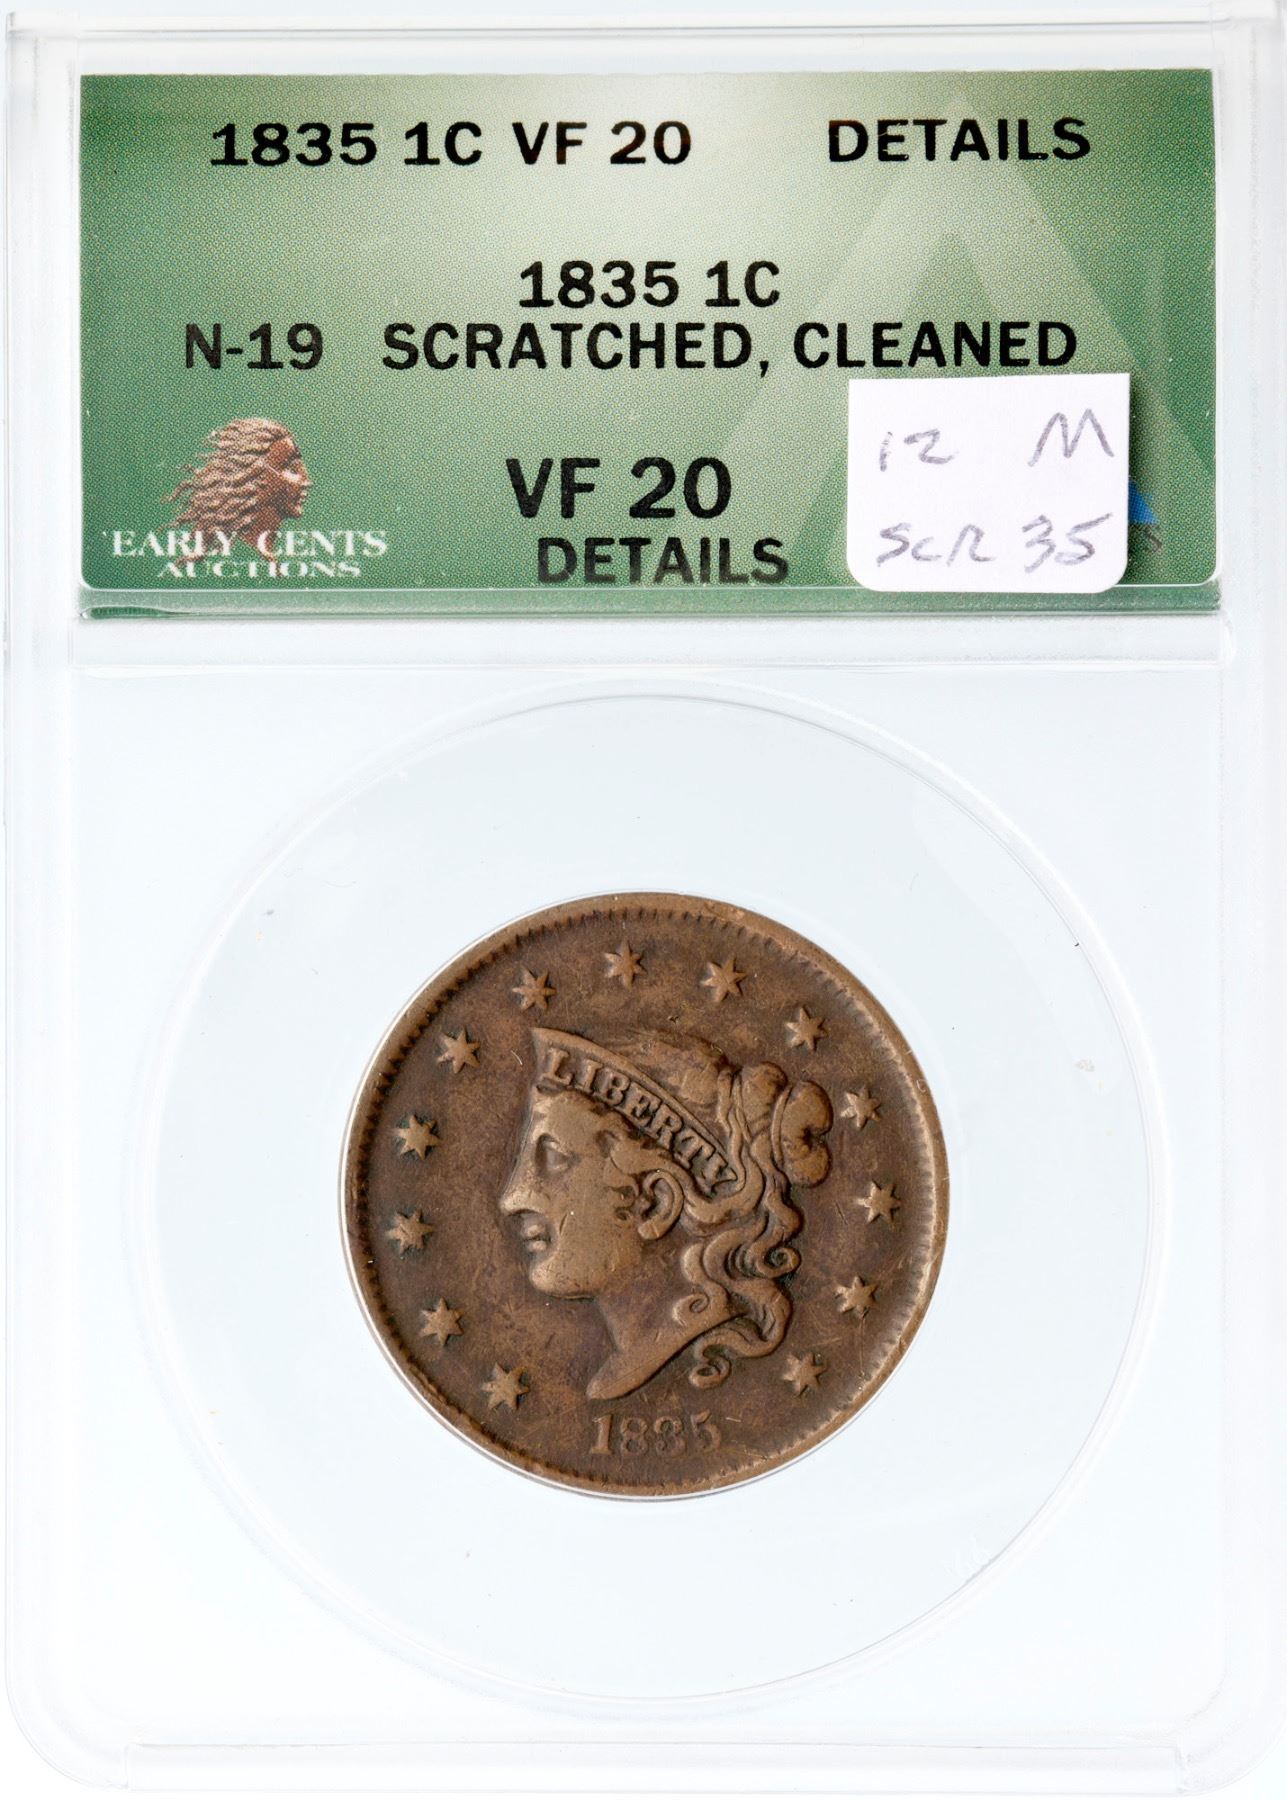 1835 1C VF 20 DETAILS
1835 1C
N-19 SCRATCHED, CLEANED
12 M
VF 20
SCR 35
EARLY CENTS
DETAILS
AUCTIONS
LIBERTY
1835